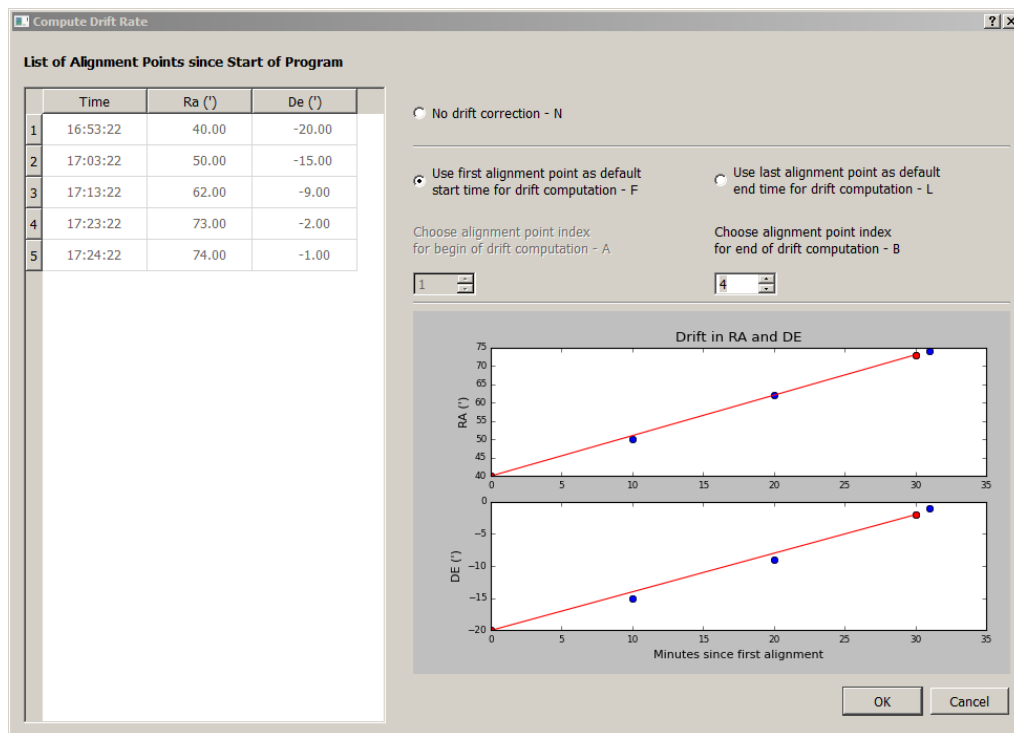 Compute Drift Rate
List of Alignment Points since Start of Program
Time Ra (') De (')
1 16:53:22 40.00 -20.00
2 17:03:22 50.00 -15.00
3 17:13:22 62.00 -9.00
4 17:23:22 73.00 -2.00
5 17:24:22 74.00 -1.00
No drift correction - N
Use first alignment point as default
start time for drift computation - F
Use last alignment point as default
end time for drift computation - L
Choose alignment point index
for begin of drift computation - A
Choose alignment point index
for end of drift computation - B
1
4
Drift in RA and DE
75
70
65
60
55
50
45
40
RA (')
0 5 10 15 20 25 30 35
0
−5
−10
−15
−20
DE (')
0 5 10 15 20 25 30 35
Minutes since first alignment
OK Cancel